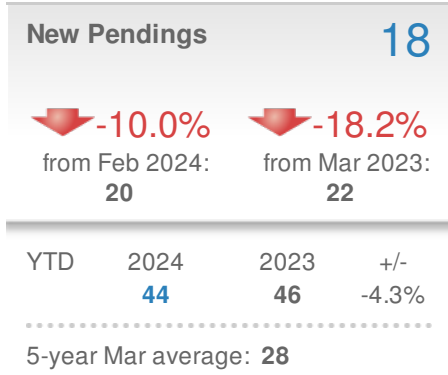 New Pendings 18
-10.0% -18.2%
from Feb 2024: from Mar 2023:
20 22
YTD 2024 2023 +/-
44 46 -4.3%
5-year Mar average: 28